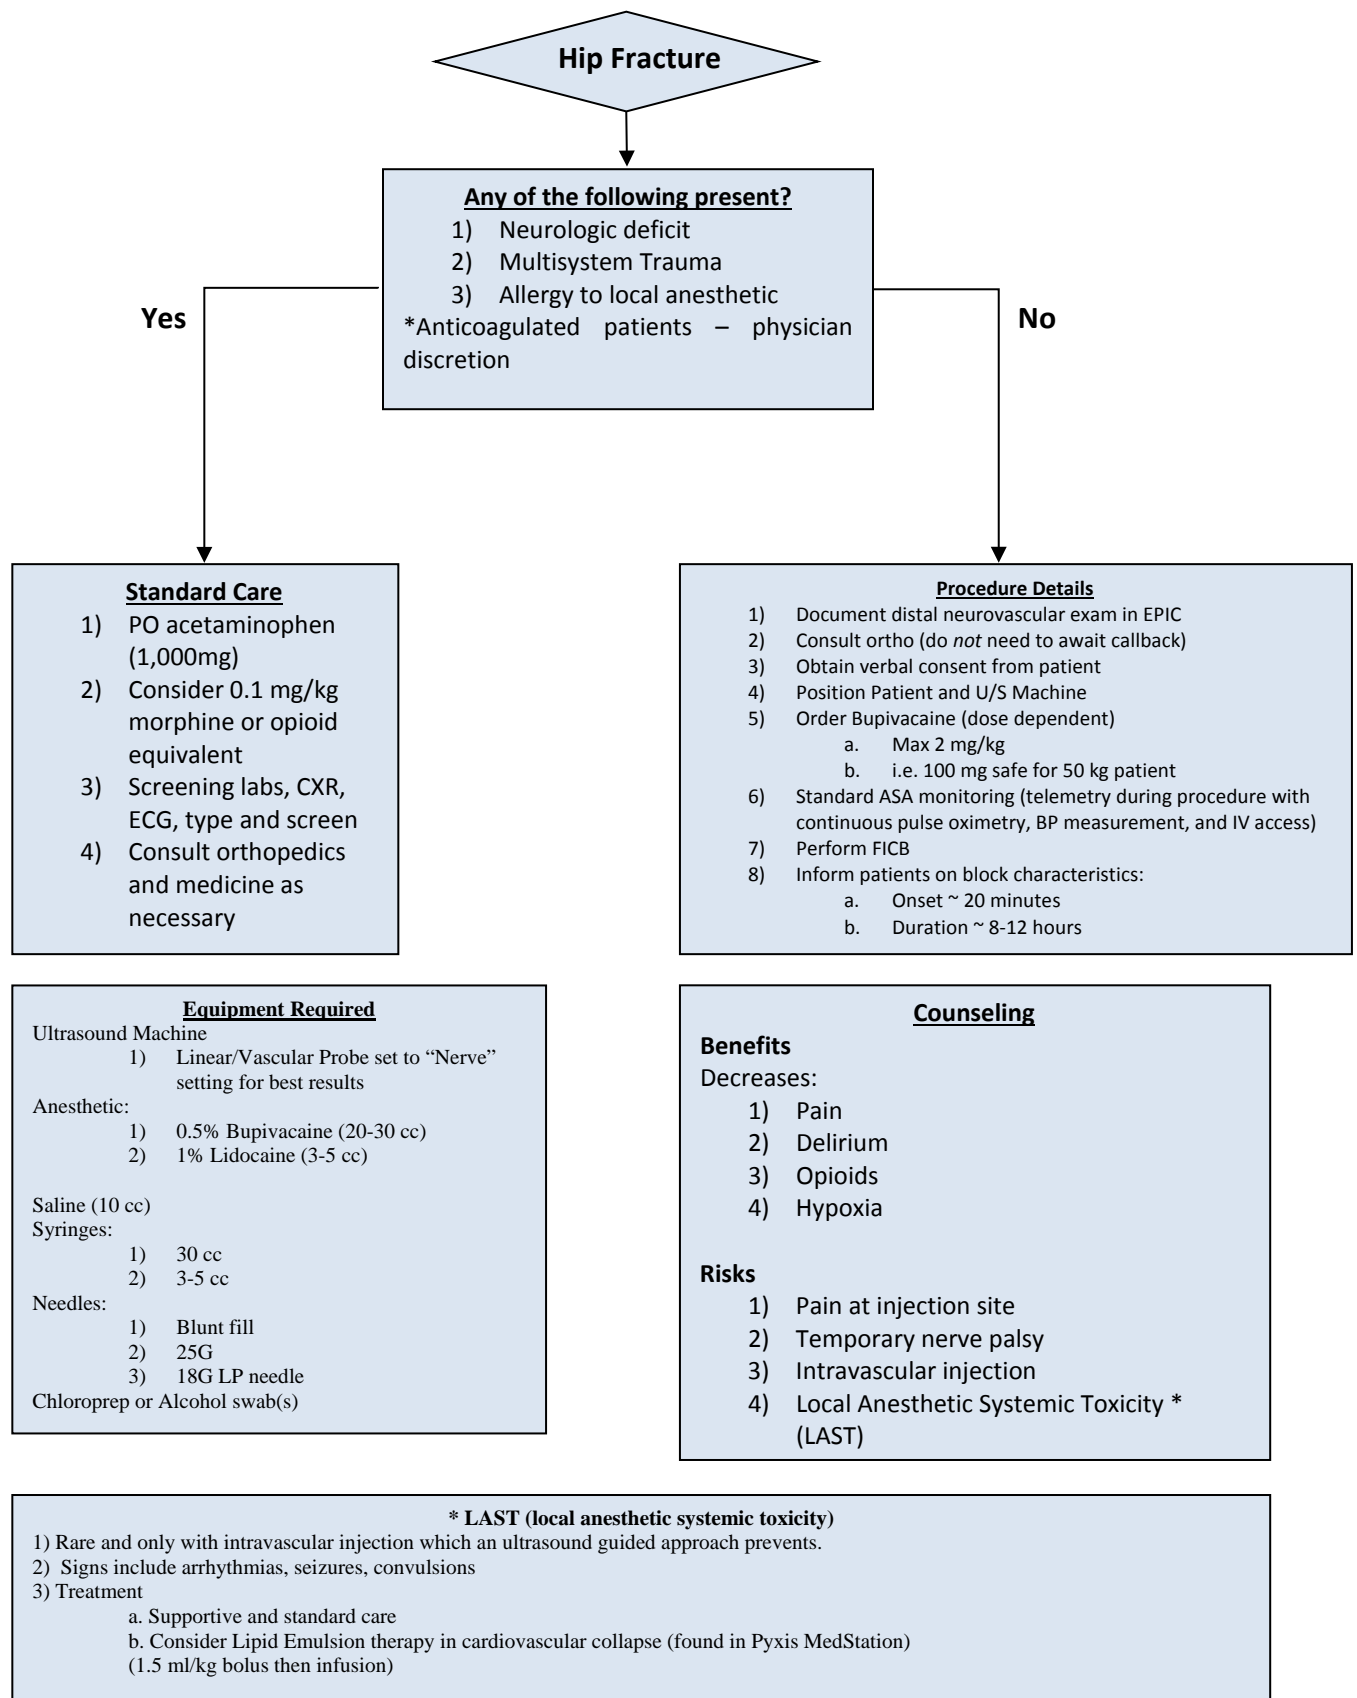 Hip Fracture
Any of the following present?
1) Neurologic deficit
2) Multisystem Trauma
3) Allergy to local anesthetic
*Anticoagulated patients – physician
discretion
Yes
No
Standard Care
1) PO acetaminophen
(1,000mg)
2) Consider 0.1 mg/kg
morphine or opioid
equivalent
3) Screening labs, CXR,
ECG, type and screen
4) Consult orthopedics
and medicine as
necessary
Procedure Details
1) Document distal neurovascular exam in EPIC
2) Consult ortho (do not need to await callback)
3) Obtain verbal consent from patient
4) Position Patient and U/S Machine
5) Order Bupivacaine (dose dependent)
a. Max 2 mg/kg
b. i.e. 100 mg safe for 50 kg patient
6) Standard ASA monitoring (telemetry during procedure with
continuous pulse oximetry, BP measurement, and IV access)
7) Perform FICB
8) Inform patients on block characteristics:
a. Onset ~ 20 minutes
b. Duration ~ 8-12 hours
Equipment Required
Ultrasound Machine
1) Linear/Vascular Probe set to “Nerve”
setting for best results
Anesthetic:
1) 0.5% Bupivacaine (20-30 cc)
2) 1% Lidocaine (3-5 cc)
Saline (10 cc)
Syringes:
1) 30 cc
2) 3-5 cc
Needles:
1) Blunt fill
2) 25G
3) 18G LP needle
Chloroprep or Alcohol swab(s)
Counseling
Benefits
Decreases:
1) Pain
2) Delirium
3) Opioids
4) Hypoxia
Risks
1) Pain at injection site
2) Temporary nerve palsy
3) Intravascular injection
4) Local Anesthetic Systemic Toxicity *
(LAST)
* LAST (local anesthetic systemic toxicity)
1) Rare and only with intravascular injection which an ultrasound guided approach prevents.
2) Signs include arrhythmias, seizures, convulsions
3) Treatment
a. Supportive and standard care
b. Consider Lipid Emulsion therapy in cardiovascular collapse (found in Pyxis MedStation)
(1.5 ml/kg bolus then infusion)